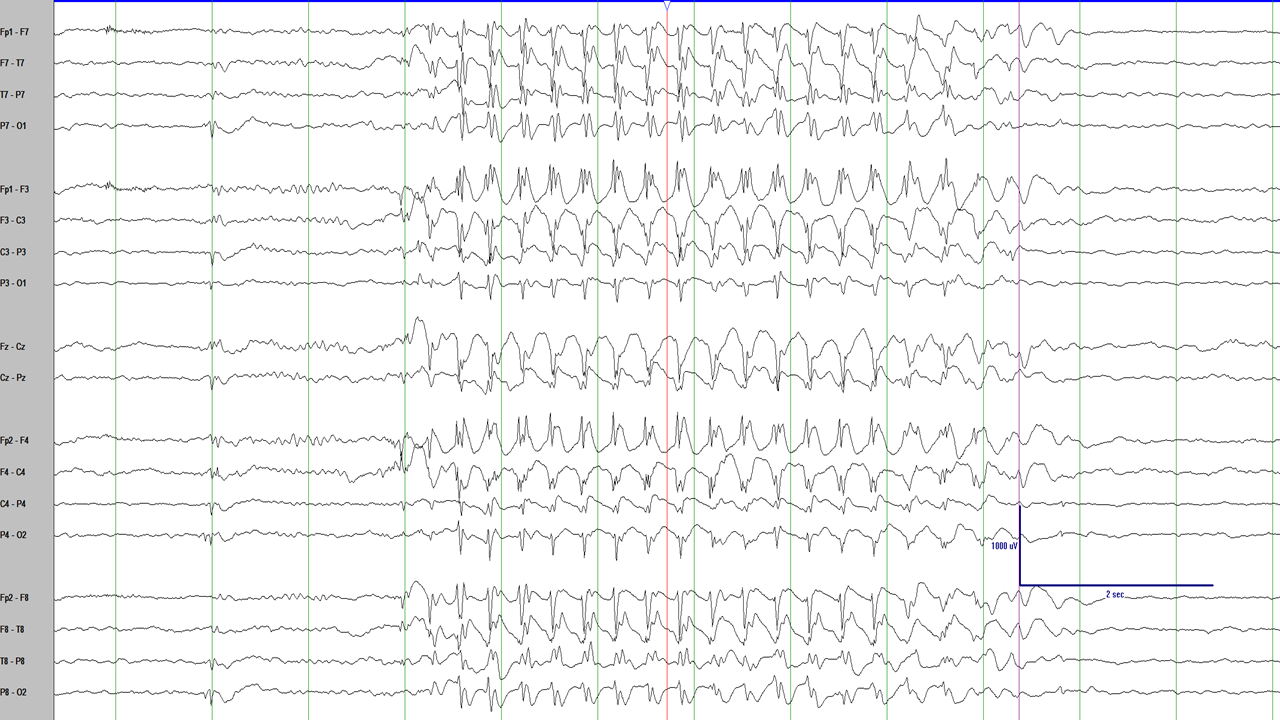 Fp1 - F7
F7 - T7
T7 - P7
P7 - O1
Fp1 - F3
F3 - C3
C3 - P3
P3 - O1
Fz - Cz
Cz - Pz
Fp2 - F4
F4 - C4
C4 - P4
P4 - O2
1000 uV
Fp2 - F8
2 sec
F8 - T8
T8 - P8
P8 - O2